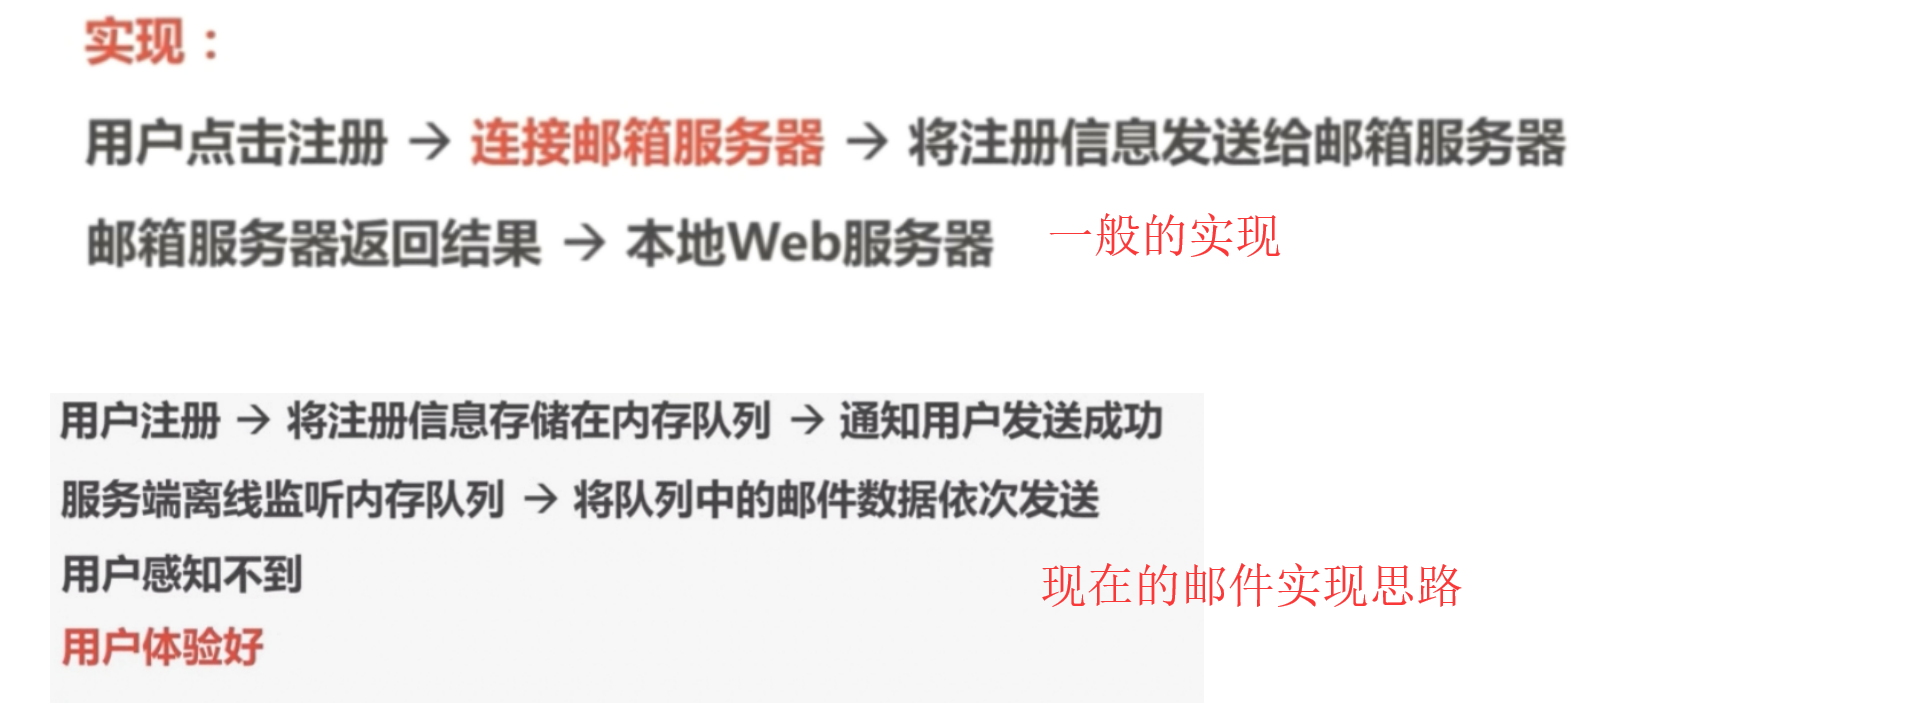 实现：
用户点击注册 → 连接邮箱服务器 → 将注册信息发送给邮箱服务器
邮箱服务器返回结果 → 本地Web服务器 一般的实现
用户注册 → 将注册信息存储在内存队列 → 通知用户发送成功
服务端离线监听内存队列 → 将队列中的邮件数据依次发送
用户感知不到
现在的邮件实现思路
用户体验好